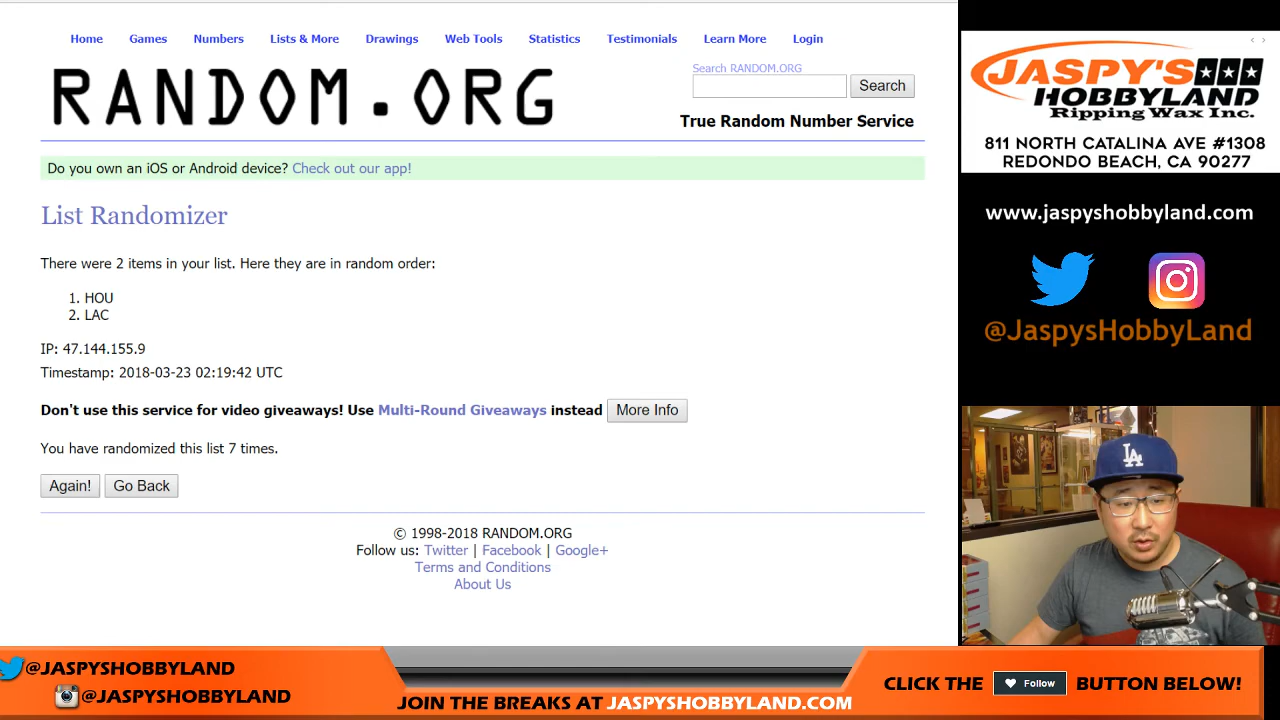 Home Games Numbers Lists & More Drawings Web Tools Statistics Testimonials Learn More Login
RANDOM.ORG
Search RANDOM.ORG
Search
True Random Number Service
Do you own an iOS or Android device? Check out our app!
List Randomizer
There were 2 items in your list. Here they are in random order:
1. HOU
2. LAC
IP: 47.144.155.9
Timestamp: 2018-03-23 02:19:42 UTC
Don't use this service for video giveaways! Use Multi-Round Giveaways instead More Info
You have randomized this list 7 times.
Again! Go Back
© 1998-2018 RANDOM.ORG
Follow us: Twitter | Facebook | Google+
Terms and Conditions
About Us
JASPY'S
HOBBYLAND
Ripping Wax Inc.
811 NORTH CATALINA AVE #1308
REDONDO BEACH, CA 90277
www.jaspyshobbyland.com
@JaspysHobbyLand
LA
@JASPYSHOBBYLAND
@JASPYSHOBBYLAND
JOIN THE BREAKS AT JASPYSHOBBYLAND.COM
CLICK THE Follow BUTTON BELOW!